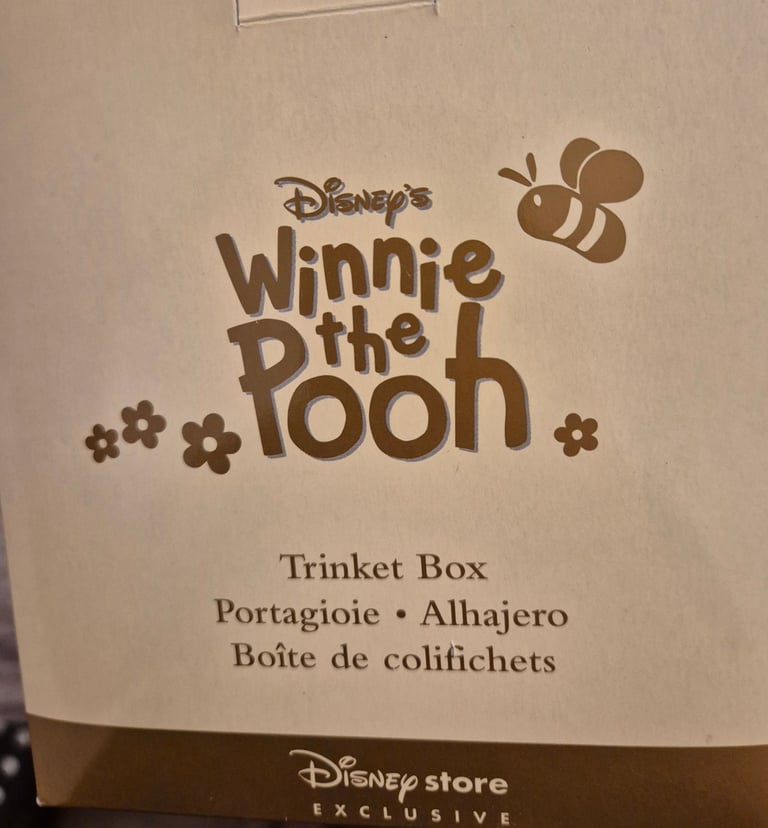 Disney's
Winnie
the
Pooh
Trinket Box
Portagioie • Alhajero
Boîte de colifichets
Disney store
EXCLUSIVE